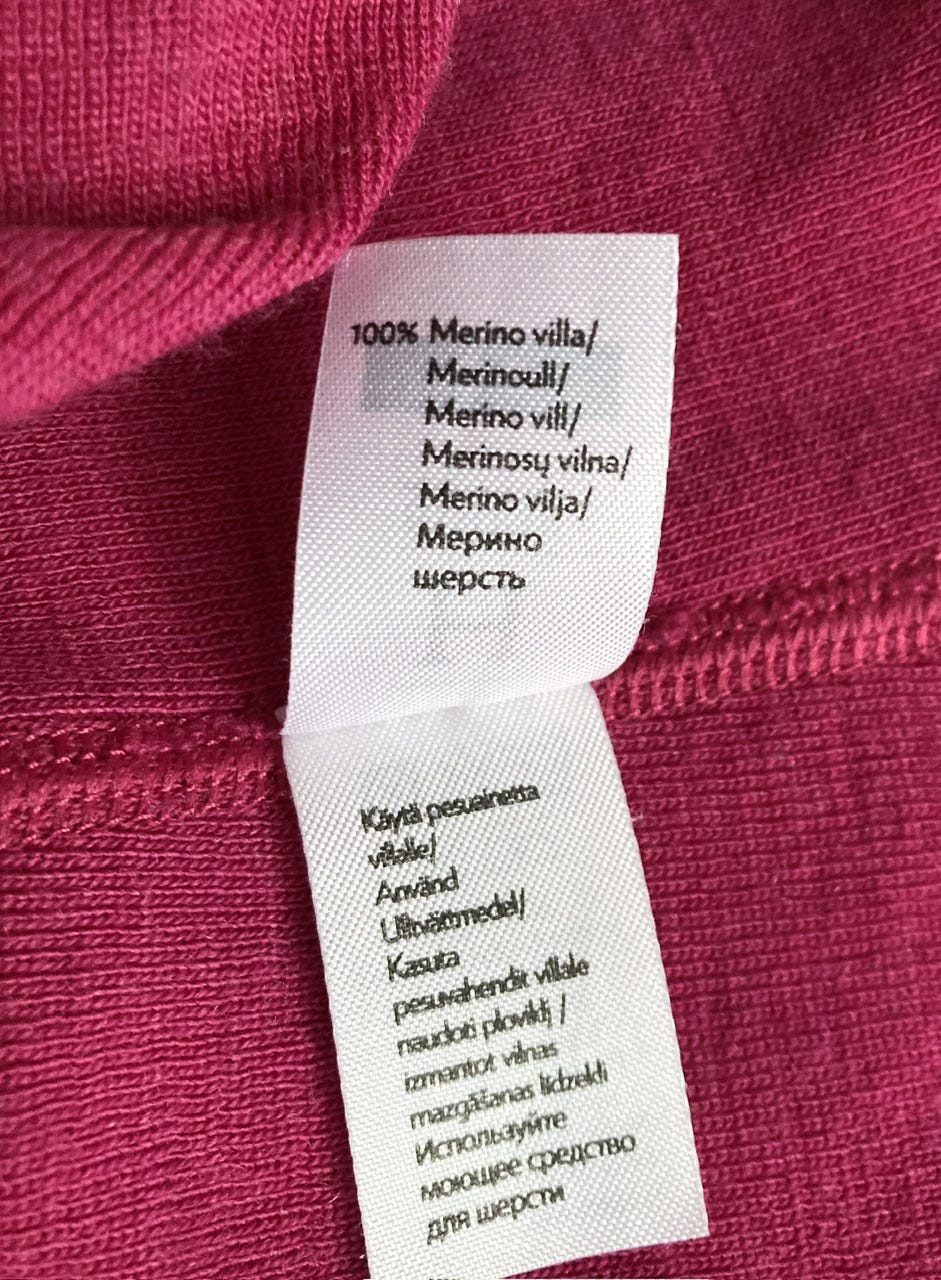 100% Merino villa/
Merinoull/
Merino vill/
Merinosų vilna/
Merino vilja/
Мерино
шерсть
Käytä pesuainetta
villalle/
Använd
Ulltvättmedel/
Kasuta
pesuvahendit villale
naudoti ploviklį /
izmantot vilnas
mazgāšanas līdzekli
Используйте
моющее средство
для шерсти